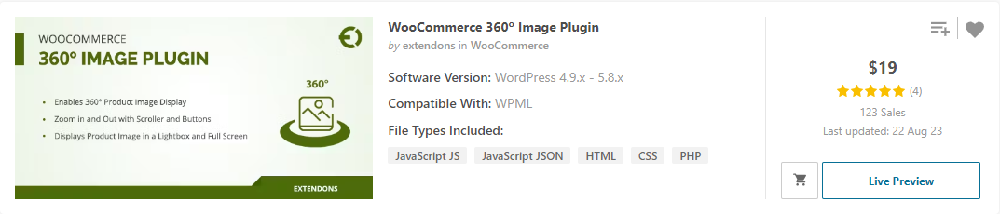 WOOCOMMERCE
360° IMAGE PLUGIN
• Enables 360° Product Image Display
• Zoom in and Out with Scroller and Buttons
• Displays Product Image in a Lightbox and Full Screen
360°
EXTENDONS
WooCommerce 360° Image Plugin
by extendons in WooCommerce
Software Version: WordPress 4.9.x - 5.8.x
Compatible With: WPML
File Types Included:
JavaScript JS JavaScript JSON HTML CSS PHP
$19
(4)
123 Sales
Last updated: 22 Aug 23
Live Preview